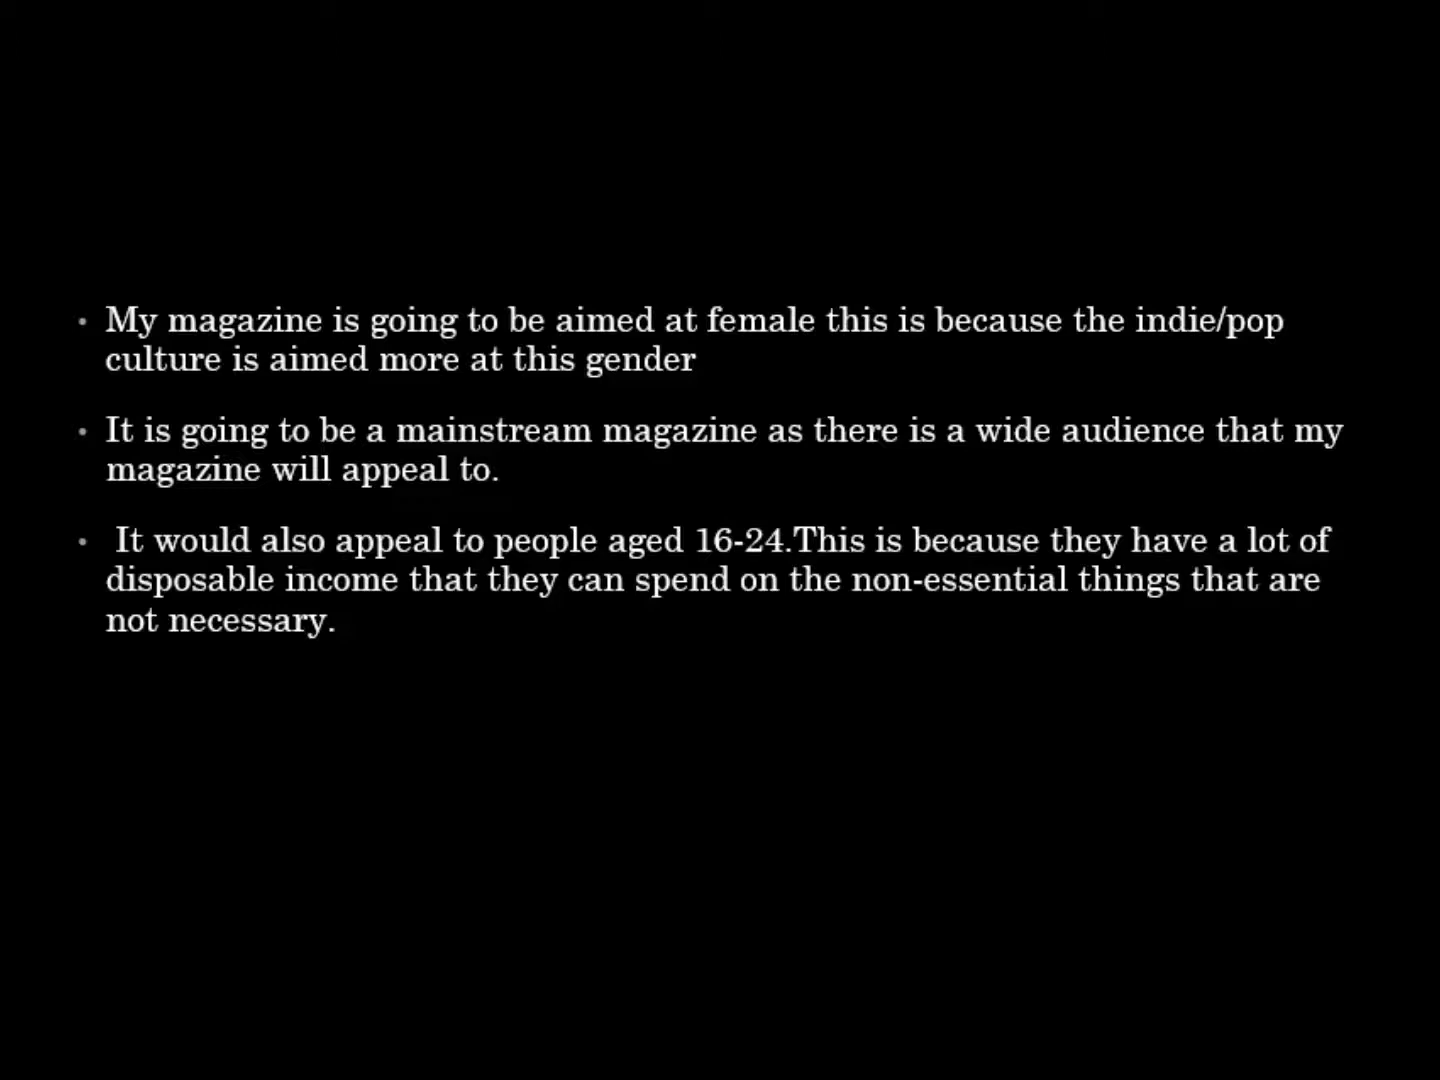 • My magazine is going to be aimed at female this is because the indie/pop
culture is aimed more at this gender
• It is going to be a mainstream magazine as there is a wide audience that my
magazine will appeal to.
• It would also appeal to people aged 16-24.This is because they have a lot of
disposable income that they can spend on the non-essential things that are
not necessary.